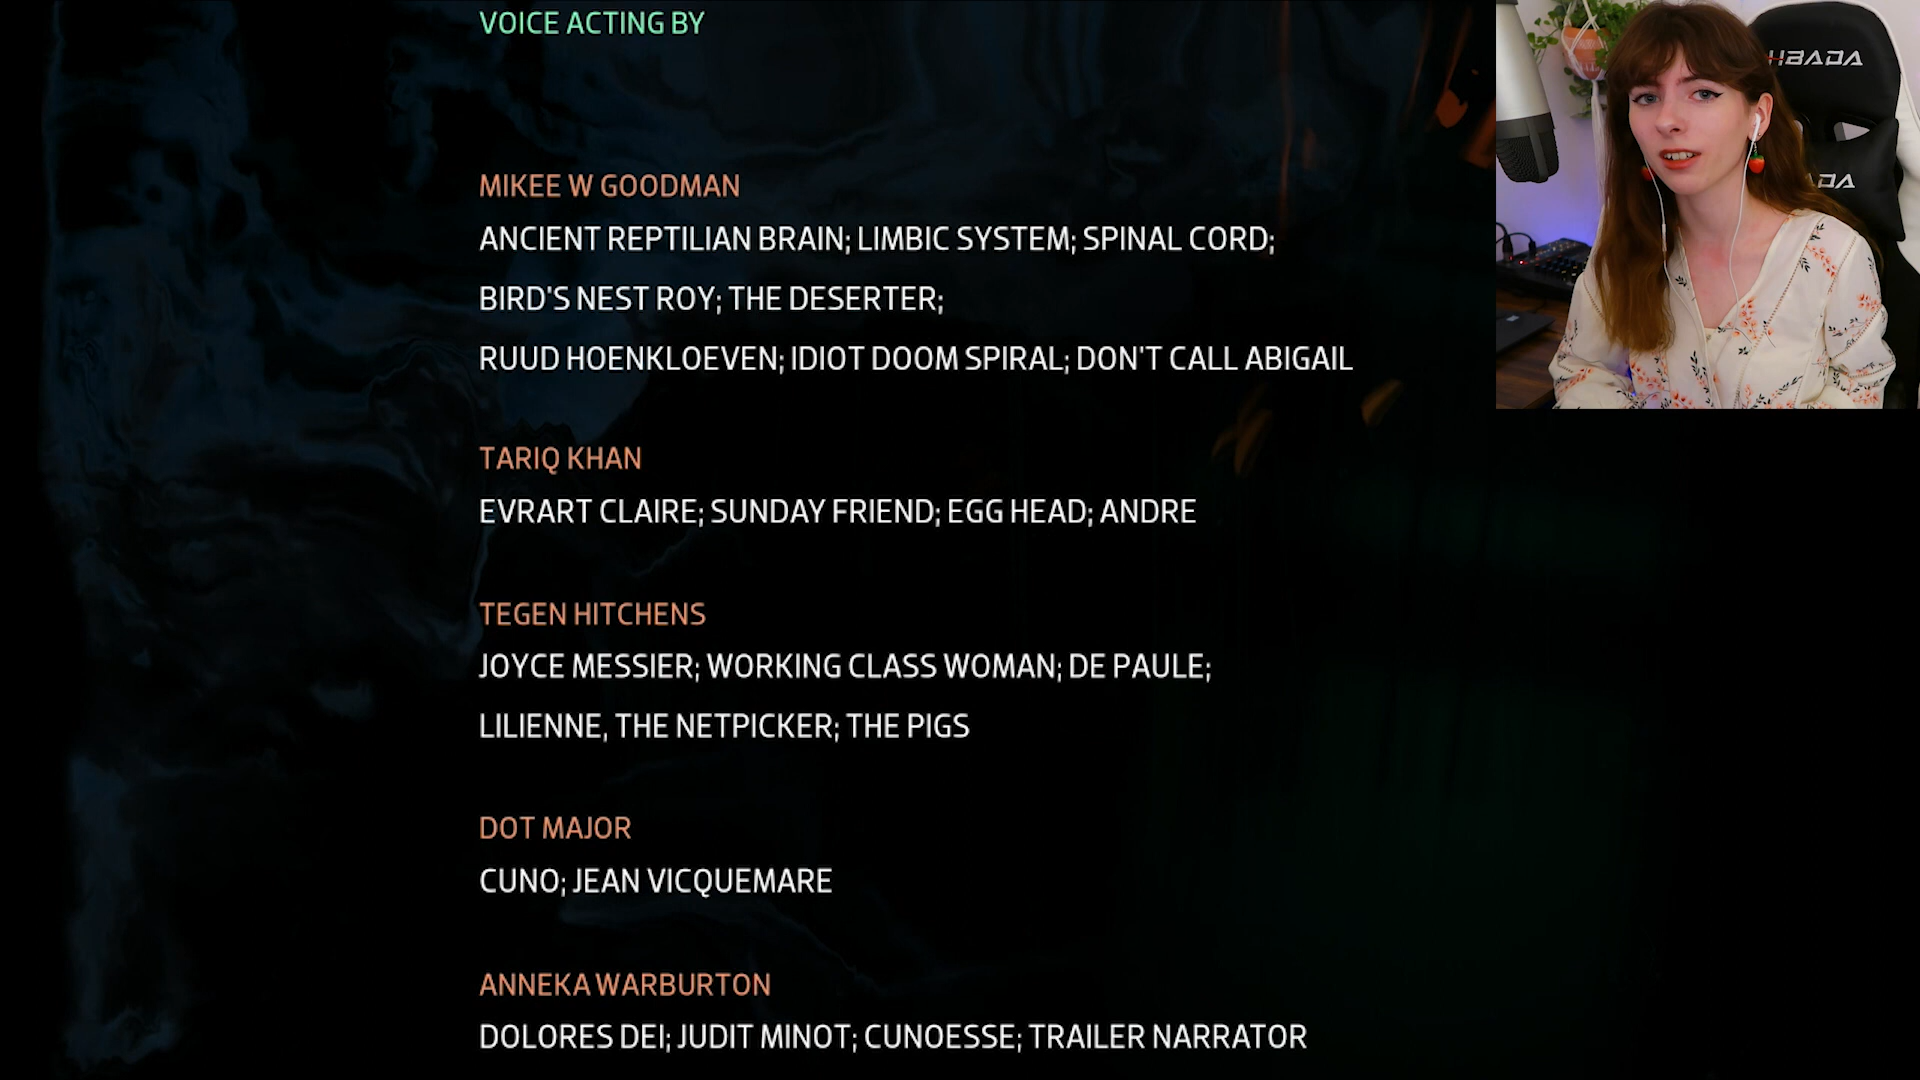 VOICE ACTING BY
MIKEE W GOODMAN
ANCIENT REPTILIAN BRAIN; LIMBIC SYSTEM; SPINAL CORD;
BIRD'S NEST ROY; THE DESERTER;
RUUD HOENKLOEVEN; IDIOT DOOM SPIRAL; DON'T CALL ABIGAIL
TARIQ KHAN
EVRART CLAIRE; SUNDAY FRIEND; EGG HEAD; ANDRE
TEGEN HITCHENS
JOYCE MESSIER; WORKING CLASS WOMAN; DE PAULE;
LILIENNE, THE NETPICKER; THE PIGS
DOT MAJOR
CUNO; JEAN VICQUEMARE
ANNEKA WARBURTON
DOLORES DEI; JUDIT MINOT; CUNOESSE; TRAILER NARRATOR
HBADA